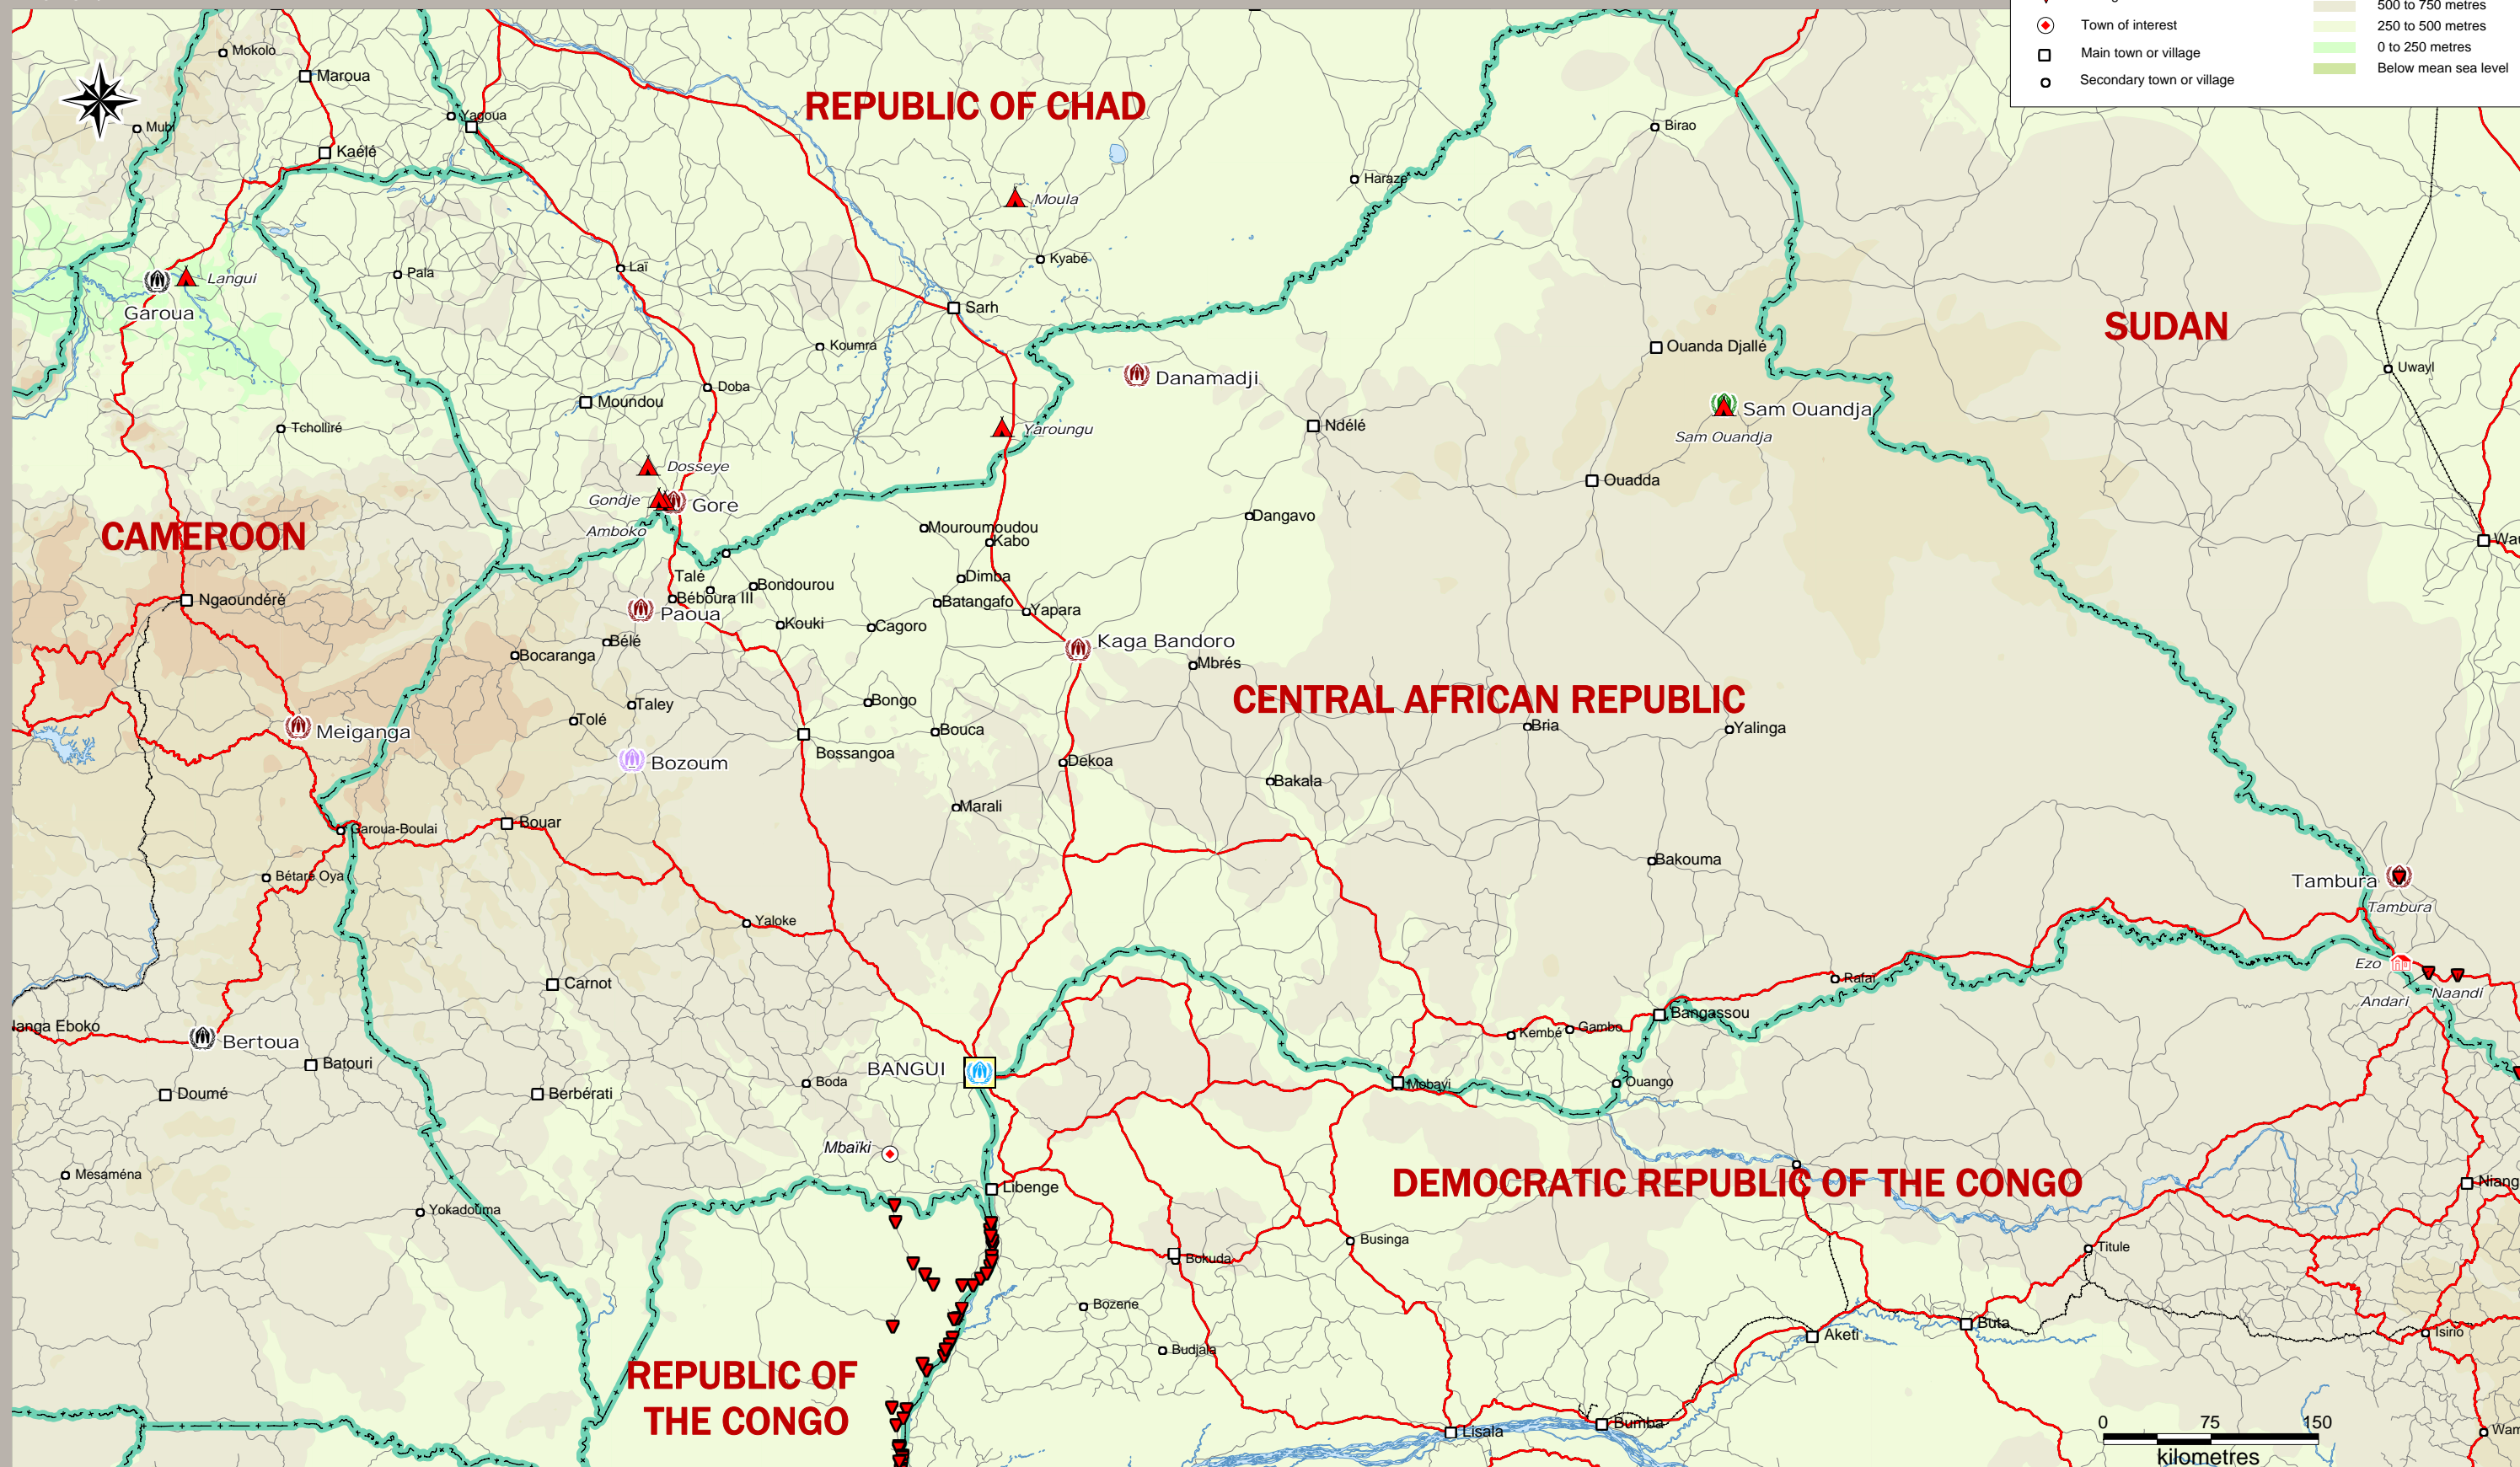 500 to 750 metres
Town of interest
250 to 500 metres
0 to 250 metres
Main town or village
Below mean sea level
Secondary town or village
Mokolo
Maroua
REPUBLIC OF CHAD
Yagoua
Mubi
Birao
Kaélé
Haraze
Moula
Kyabé
Laï
Pala
Langui
Garoua
Sarh
SUDAN
Koumra
Ouanda Djallé
Uwayl
Danamadji
Doba
Moundou
Sam Ouandja
Tcholliré
Yaroungu
Ndélé
Sam Ouandja
Dosseye
Ouadda
Gondje
Gore
Dangavo
Mouroumoudou
Amboko
CAMEROON
Kabo
Talé
Dimba
Bondourou
Ngaoundéré
Béboura III
Batangafo
Yapara
Paoua
Kouki
Cagoro
Bélé
Kaga Bandoro
Bocaranga
Mbrés
CENTRAL AFRICAN REPUBLIC
Bongo
Taley
Tolé
Bria
Yalinga
Bouca
Meiganga
Bossangoa
Bozoum
Dekoa
Bakala
Marali
Bouar
Garoua-Boulai
Bakouma
Bétaré Oya
Tambura
Tambura
Yaloke
Ezo
Rafaï
Carnot
Naandi
Andari
Bangassou
Nanga Eboko
Gambo
Kembé
Bertoua
Batouri
BANGUI
Boda
Mobayi
Ouango
Doumé
Berbérati
Mbaïki
Mesaména
DEMOCRATIC REPUBLIC OF THE CONGO
Libenge
Niang
Yokadouma
Businga
Titule
Bokuda
Bozene
Buta
Isiro
Aketi
Budjala
REPUBLIC OF
THE CONGO
Bumba
Lisala
0 75 150
kilometres